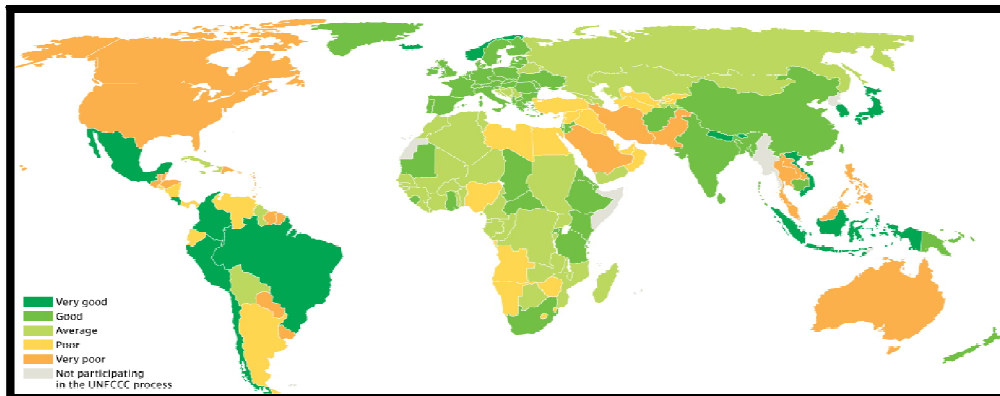 Very good
Good
Average
Poor
Very poor
Not participating
in the UNFCCC process